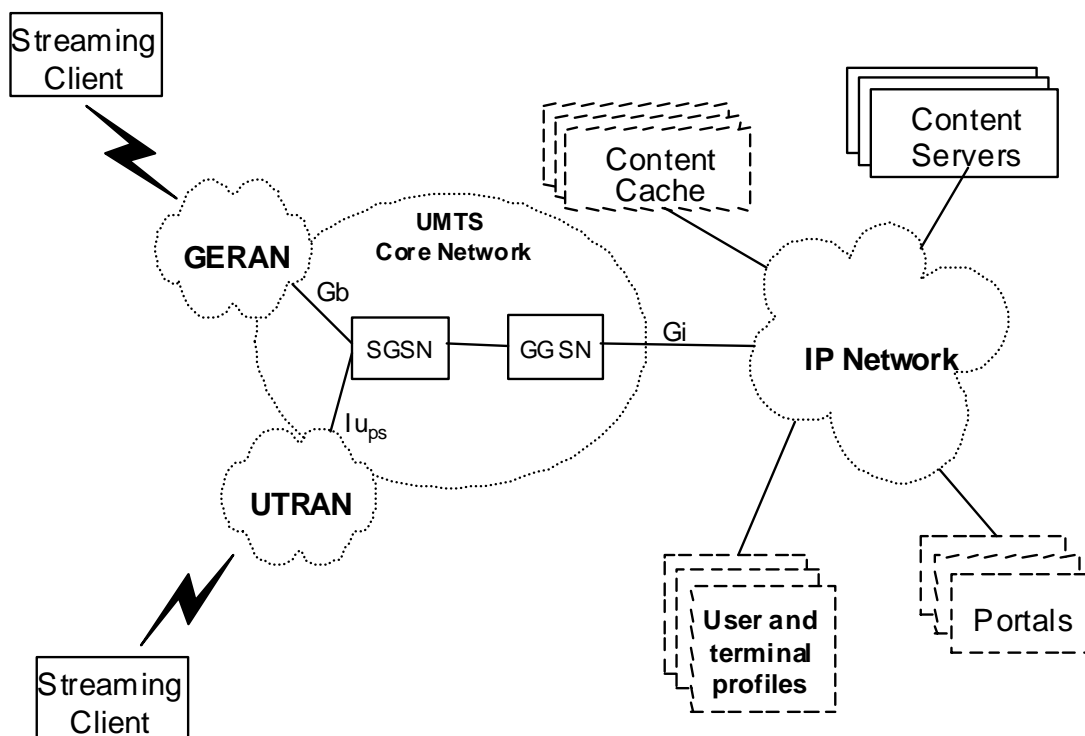 Streaming
Client
Content
Servers
Content
Cache
UMTS
Core Network
GERAN
Gb
SGSN
GGSN
Gi
IP Network
Iu ps
UTRAN
User and
terminal
profiles
Portals
Streaming
Client